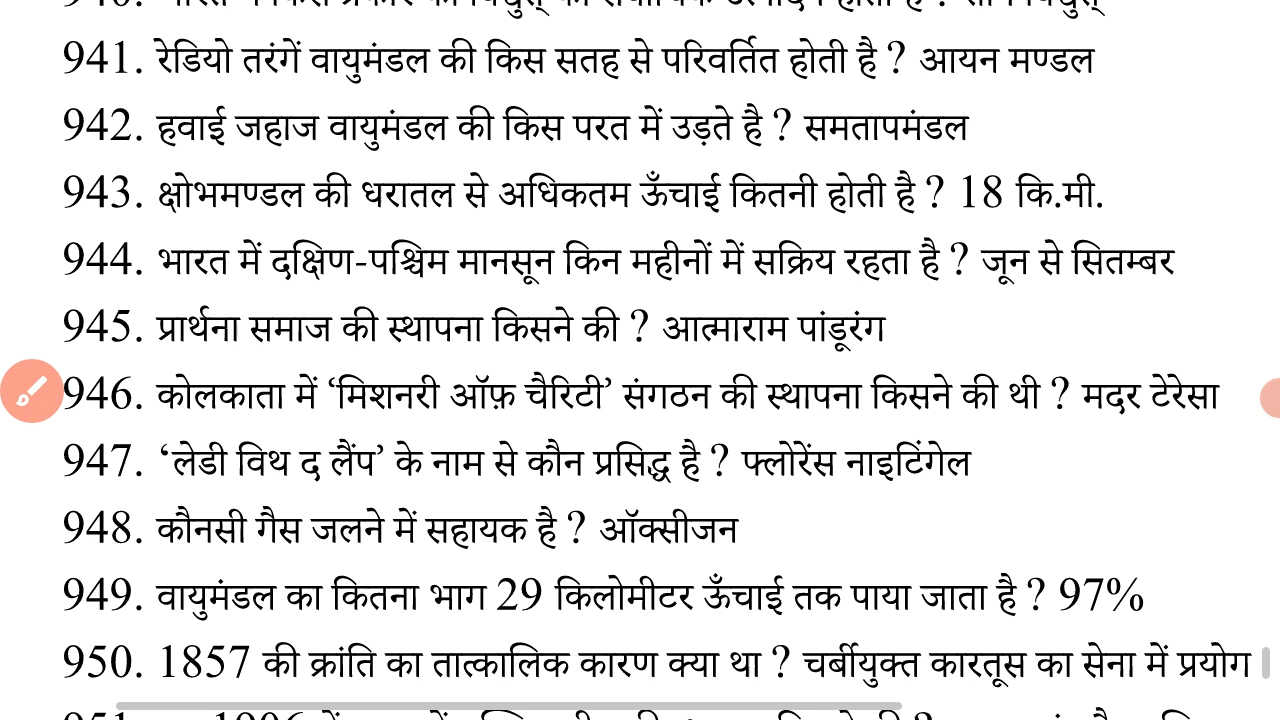 941. रेडियो तरंगें वायुमंडल की किस सतह से परिवर्तित होती है ? आयन मण्डल
942. हवाई जहाज वायुमंडल की किस परत में उड़ते है ? समतापमंडल
943. क्षोभमण्डल की धरातल से अधिकतम ऊँचाई कितनी होती है ? 18 कि.मी.
944. भारत में दक्षिण-पश्चिम मानसून किन महीनों में सक्रिय रहता है ? जून से सितम्बर
945. प्रार्थना समाज की स्थापना किसने की ? आत्माराम पांडूरंग
946. कोलकाता में ‘मिशनरी ऑफ़ चैरिटी’ संगठन की स्थापना किसने की थी ? मदर टेरेसा
947. ‘लेडी विथ द लैंप’ के नाम से कौन प्रसिद्ध है ? फ्लोरेंस नाइटिंगेल
948. कौनसी गैस जलने में सहायक है ? ऑक्सीजन
949. वायुमंडल का कितना भाग 29 किलोमीटर ऊँचाई तक पाया जाता है ? 97%
950. 1857 की क्रांति का तात्कालिक कारण क्या था ? चर्बीयुक्त कारतूस का सेना में प्रयोग